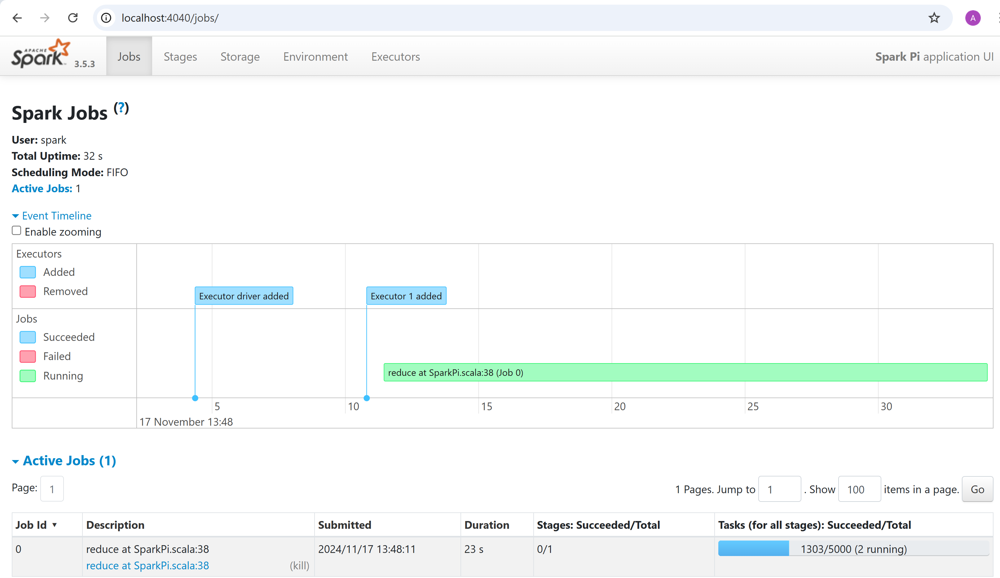 localhost:4040/jobs/
A
APACHE
Spark™ 3.5.3 Jobs Stages Storage Environment Executors Spark Pi application UI
Spark Jobs (?)
User: spark
Total Uptime: 32 s
Scheduling Mode: FIFO
Active Jobs: 1
Event Timeline
Enable zooming
Executors
Added
Removed
Executor driver added Executor 1 added
Jobs
Succeeded
Failed
Running
reduce at SparkPi.scala:38 (Job 0)
5 10 15 20 25 30
17 November 13:48
Active Jobs (1)
Page: 1 1 Pages. Jump to 1 . Show 100 items in a page. Go
Job Id ▾ Description Submitted Duration Stages: Succeeded/Total Tasks (for all stages): Succeeded/Total
0 reduce at SparkPi.scala:38 2024/11/17 13:48:11 23 s 0/1 1303/5000 (2 running)
reduce at SparkPi.scala:38 (kill)